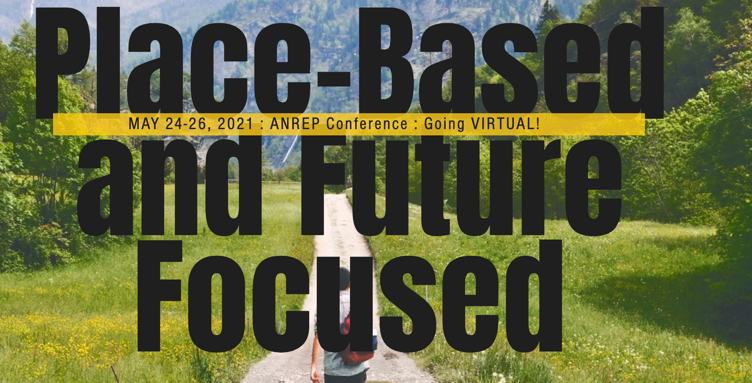 Place-Based
MAY 24-26, 2021 : ANREP Conference : Going VIRTUAL!
and Future
Focused